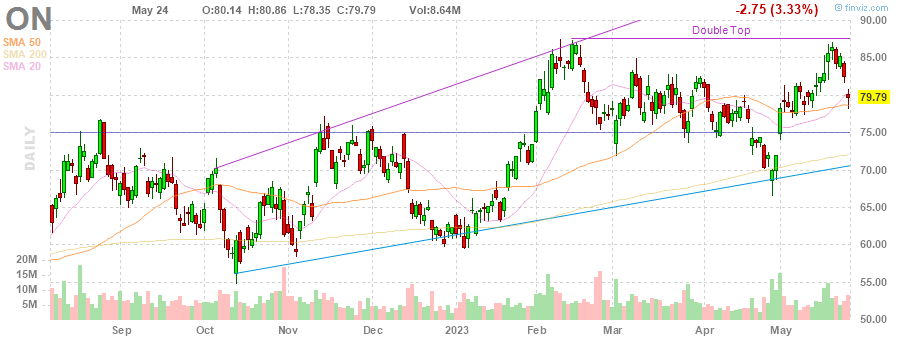 ON May 24 O:80.14 H:80.86 L:78.35 C:79.79 Vol:8.64M -2.75 (3.33%) © finviz.com
SMA 50
SMA 200
SMA 20
Double Top
DAILY
90.00
85.00
79.79
75.00
70.00
65.00
60.00
55.00
50.00
20M
15M
10M
5M
Sep Oct Nov Dec 2023 Feb Mar Apr May